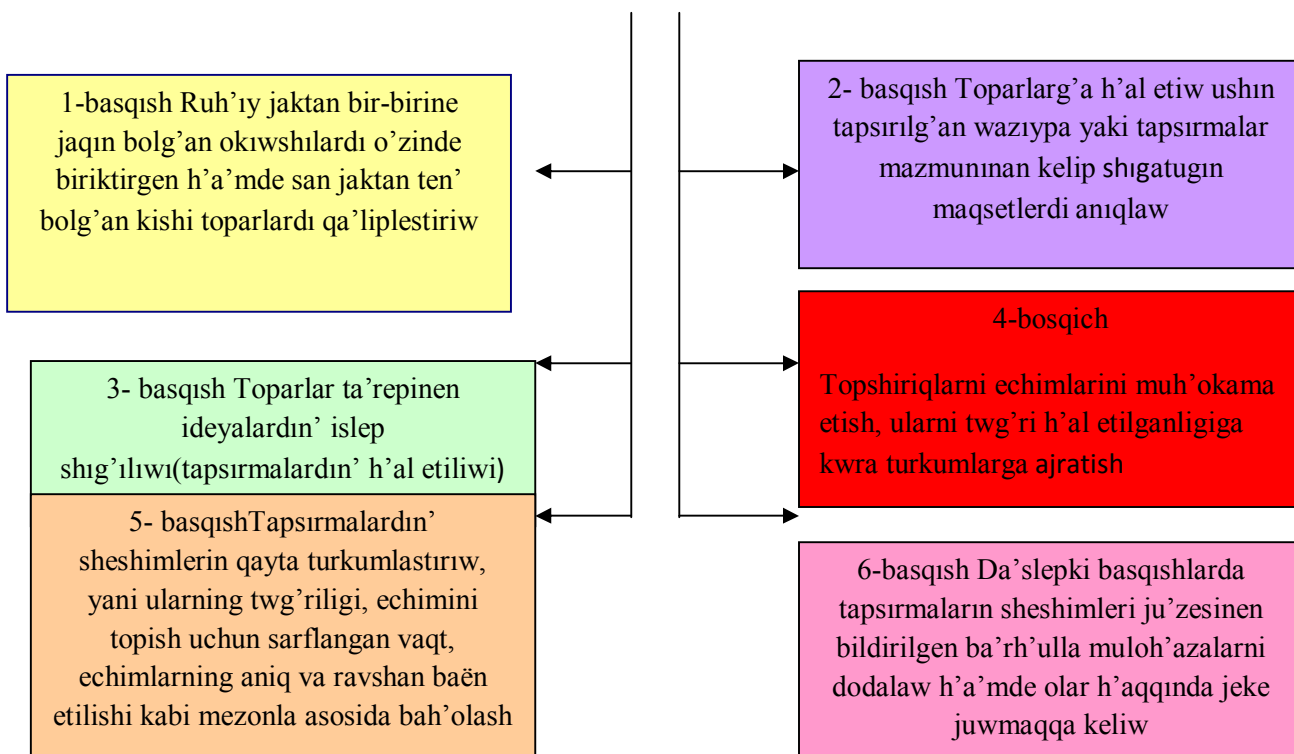 1-basqısh Ruh’ıy jaktan bir-birine
jaqın bolg’an okıwshılardı o’zinde
biriktirgen h’a’mde san jaktan ten’
bolg’an kishi toparlardı qa’liplestiriw
2- basqısh Toparlarg’a h’al etiw ushın
tapsırılg’an wazıypa yaki tapsırmalar
mazmunınan kelip shıgatugın
maqsetlerdi anıqlaw
3- basqısh Toparlar ta’repinen
ideyalardın’ islep
shıg’ılıwı(tapsırmalardın’ h’al etiliwi)
4-bosqich
Topshiriqlarni echimlarini muh’okama
etish, ularni twg’ri h’al etilganligiga
kwra turkumlarga ajratish
5- basqıshTapsırmalardın’
sheshimlerin qayta turkumlastırıw,
yani ularning twg’riligi, echimini
topish uchun sarflangan vaqt,
echimlarning aniq va ravshan baën
etilishi kabi mezonla asosida bah’olash
6-basqısh Da’slepki basqıshlarda
tapsırmaların sheshimleri ju’zesinen
bildirilgen ba’rh’ulla muloh’azalarni
dodalaw h’a’mde olar h’aqqında jeke
juwmaqqa keliw